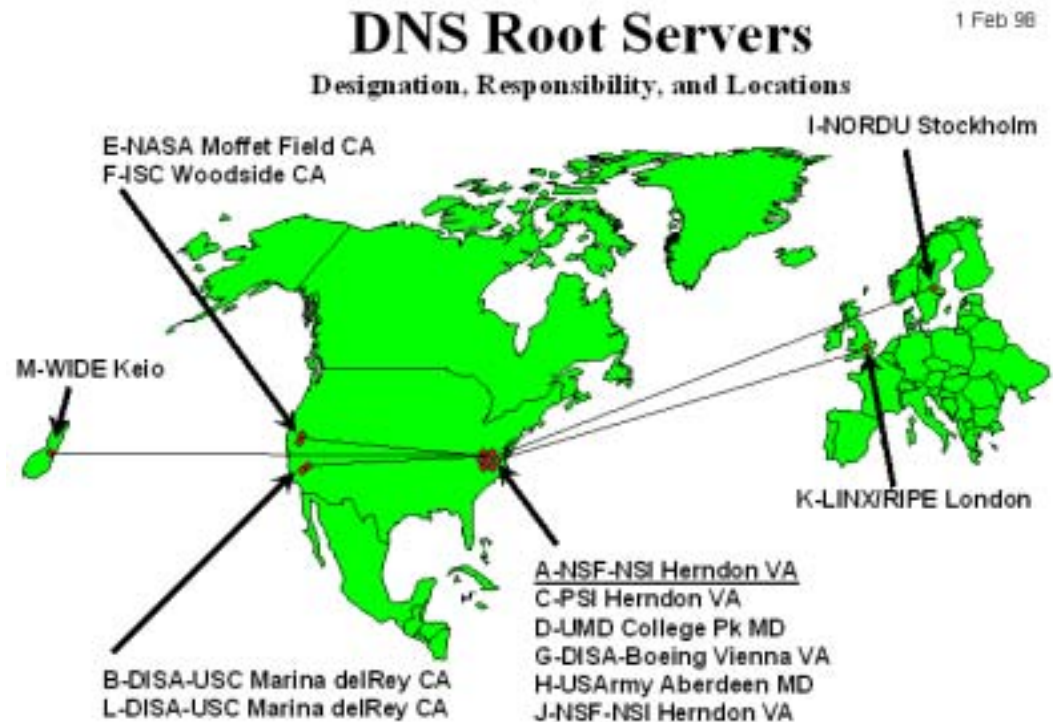 DNS Root Servers
1 Feb 98
Designation, Responsibility, and Locations
E-NASA Moffet Field CA
F-ISC Woodside CA
I-NORDU Stockholm
M-WIDE Keio
K-LINX/RIPE London
A-NSF-NSI Herndon VA
C-PSI Herndon VA
D-UMD College Pk MD
G-DISA-Boeing Vienna VA
H-USArmy Aberdeen MD
J-NSF-NSI Herndon VA
B-DISA-USC Marina delRey CA
L-DISA-USC Marina delRey CA